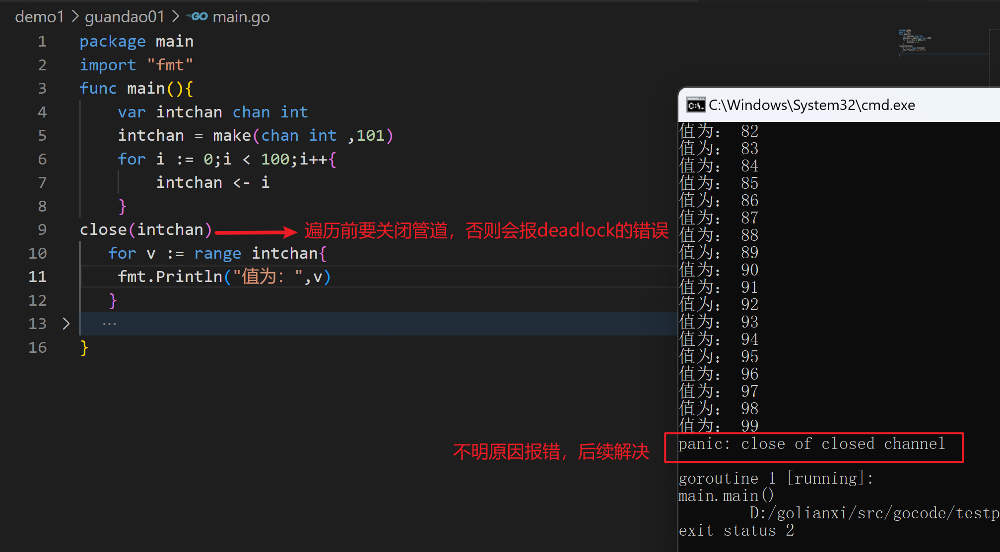 demo1 > guandao01 > GO main.go
1 package main
2 import "fmt"
3 func main(){
4 var intchan chan int
5 intchan = make(chan int ,101)
6 for i := 0;i < 100;i++{
7 intchan <- i
8 }
9 close(intchan) 遍历前要关闭管道，否则会报deadlock的错误
10 for v := range intchan{
11 fmt.Println("值为：",v)
12 }
13 > ...
16 }
C:\Windows\System32\cmd.exe
值为： 82
值为： 83
值为： 84
值为： 85
值为： 86
值为： 87
值为： 88
值为： 89
值为： 90
值为： 91
值为： 92
值为： 93
值为： 94
值为： 95
值为： 96
值为： 97
值为： 98
值为： 99
不明原因报错，后续解决
panic: close of closed channel
goroutine 1 [running]:
main.main()
D:/golianxi/src/gocode/testp
exit status 2